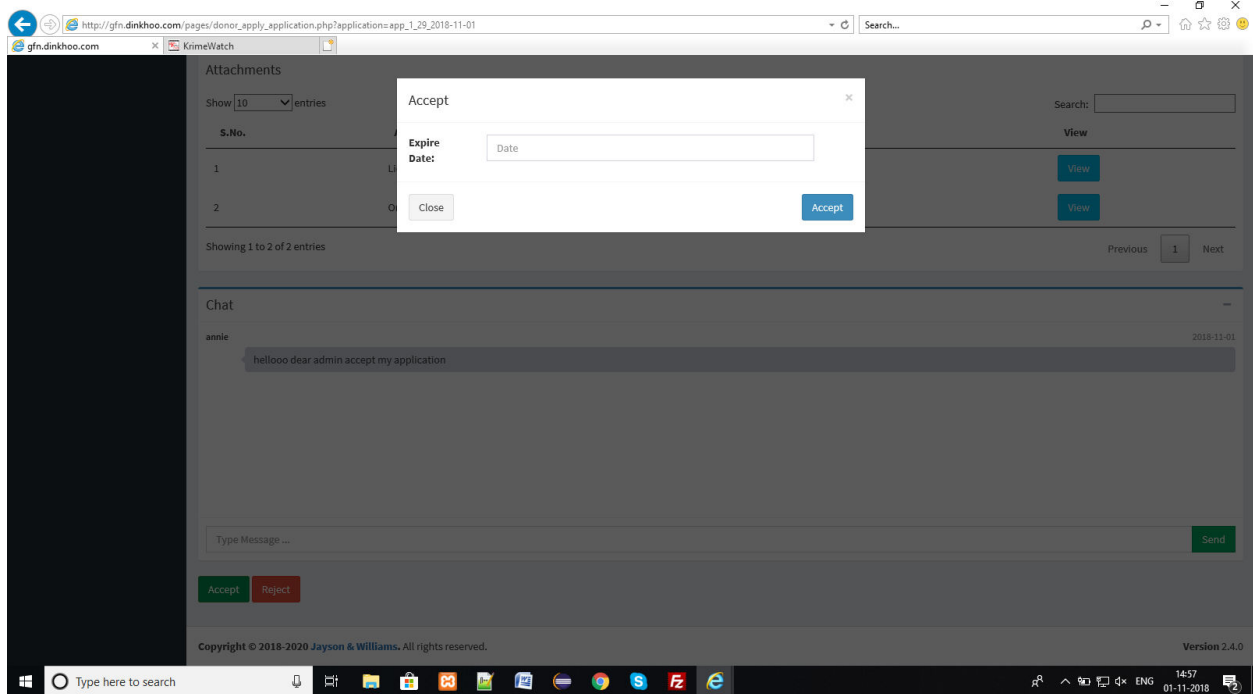 http://gfn.dinkhoo.com/pages/donor_apply_application.php?application=app_1_29_2018-11-01
Search...
gfn.dinkhoo.com
KrimeWatch
Attachments
Show 10 entries
Search:
S.No.
View
1
View
2
View
Showing 1 to 2 of 2 entries
Previous 1 Next
Accept
Expire
Date:
Date
Close
Accept
Chat
annie
2018-11-01
hellooo dear admin accept my application
Type Message ...
Send
Accept
Reject
Copyright © 2018-2020 Jayson & Williams. All rights reserved.
Version 2.4.0
Type here to search
ENG
14:57
01-11-2018